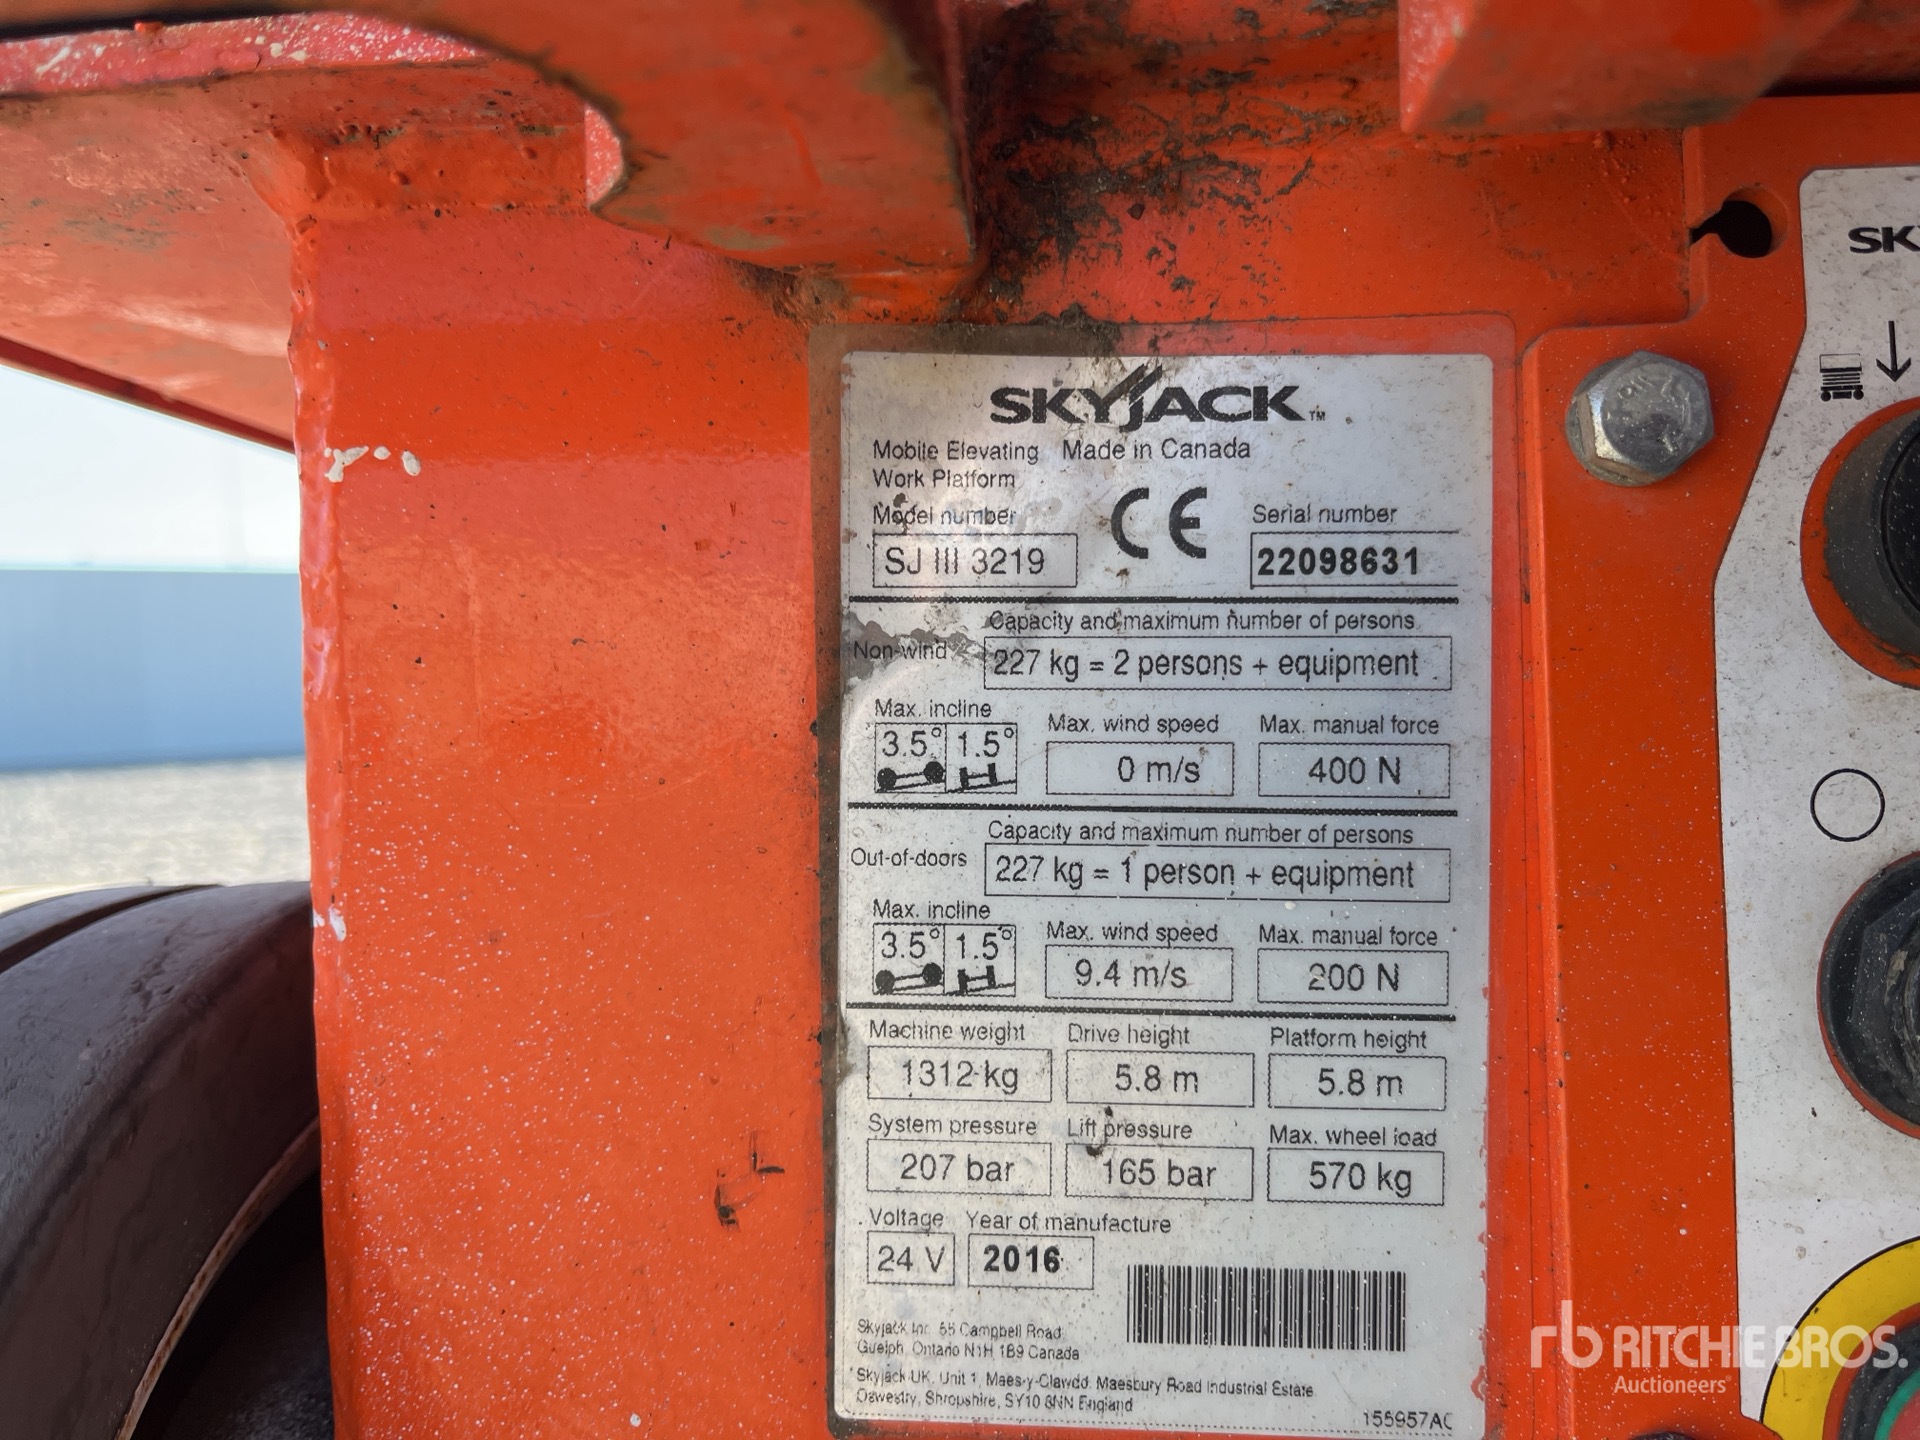 SKYJACK™
Mobile Elevating Work Platform
Made in Canada
CE
Model number
SJ III 3219
Serial number
22098631
Non-wind
Capacity and maximum number of persons
227 kg = 2 persons + equipment
Max. incline
3.5° 1.5°
Max. wind speed
0 m/s
Max. manual force
400 N
Out-of-doors
Capacity and maximum number of persons
227 kg = 1 person + equipment
Max. incline
3.5° 1.5°
Max. wind speed
9.4 m/s
Max. manual force
200 N
Machine weight
1312 kg
Drive height
5.8 m
Platform height
5.8 m
System pressure
207 bar
Lift pressure
165 bar
Max. wheel load
570 kg
Voltage
24 V
Year of manufacture
2016
Skyjack Inc. 55 Campbell Road
Guelph, Ontario N1H 1B9 Canada
Skyjack UK, Unit 1, Maes-y-Clawdd, Maesbury Road Industrial Estate
Oswestry, Shropshire, SY10 8NN England
155957AC
SKY
rb RITCHIE BROS.
Auctioneers